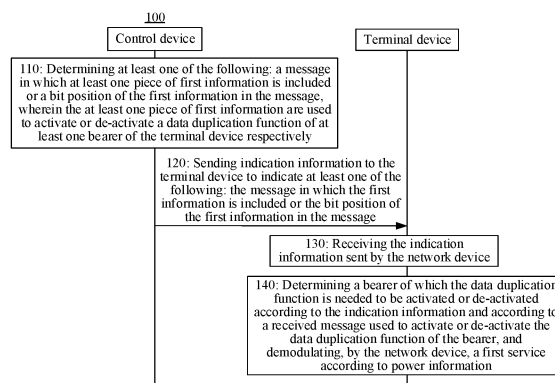 100
Control device
Terminal device
110: Determining at least one of the following: a message
in which at least one piece of first information is included
or a bit position of the first information in the message,
wherein the at least one piece of first information are used
to activate or de-activate a data duplication function of
at least one bearer of the terminal device respectively
120: Sending indication information to the
terminal device to indicate at least one of the
following: the message in which the first
information is included or the bit position of
the first information in the message
130: Receiving the indication
information sent by the network device
140: Determining a bearer of which the data duplication
function is needed to be activated or de-activated
according to the indication information and according to
a received message used to activate or de-activate the
data duplication function of the bearer, and
demodulating, by the network device, a first service
according to power information